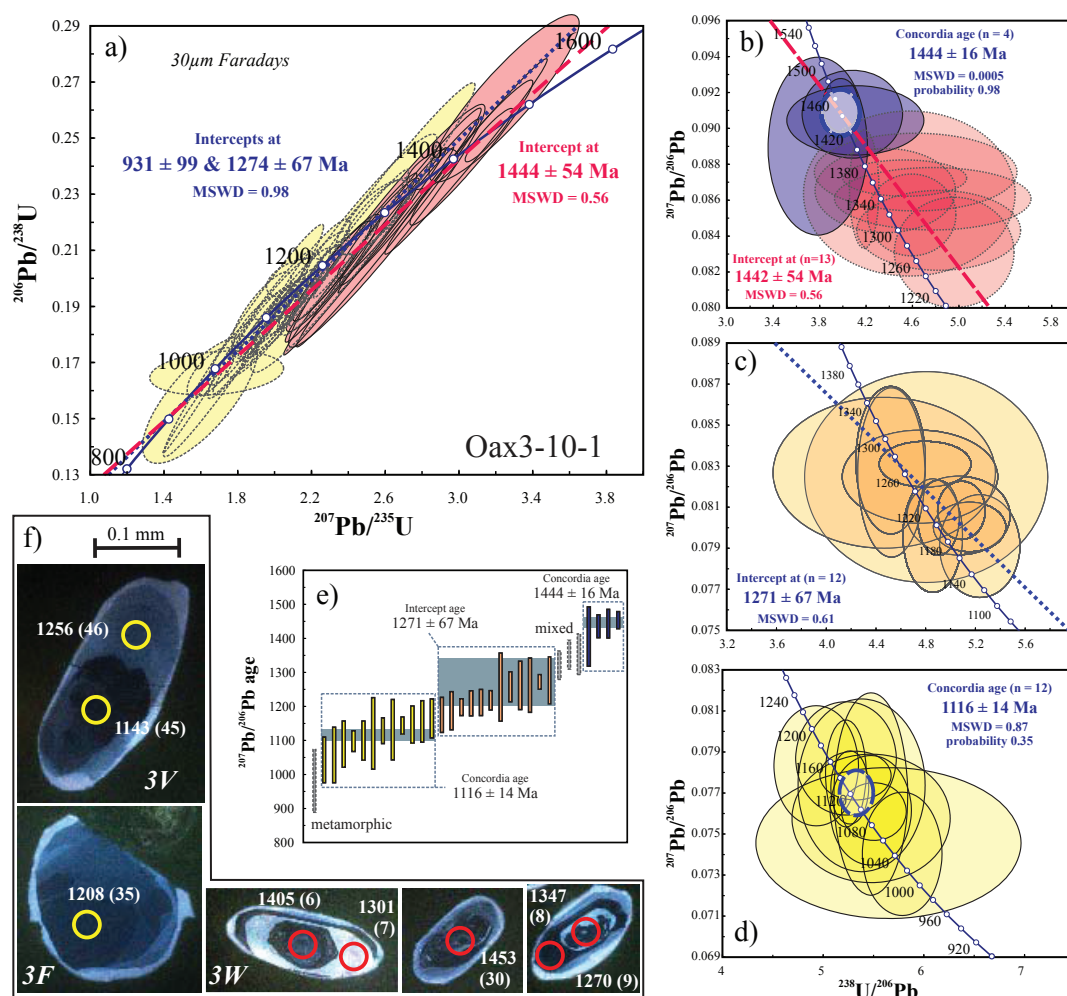 a)
30µm Faradays
Intercepts at
931 ± 99 & 1274 ± 67 Ma
MSWD = 0.98
Intercept at
1444 ± 54 Ma
MSWD = 0.56
Oax3-10-1
0.29
0.27
0.25
0.23
0.21
0.19
0.17
0.15
0.13
²⁰⁶Pb/²³⁸U
800
1000
1200
1400
1600
1.0
1.4
1.8
2.2
2.6
3.0
3.4
3.8
²⁰⁷Pb/²³⁵U
b)
Concordia age (n = 4)
1444 ± 16 Ma
MSWD = 0.0005
probability 0.98
0.096
0.094
0.092
0.090
0.088
0.086
0.084
0.082
0.080
²⁰⁷Pb/²⁰⁶Pb
1540
1500
1460
1420
1380
1340
1300
1260
1220
Intercept at (n=13)
1442 ± 54 Ma
MSWD = 0.56
3.0
3.4
3.8
4.2
4.6
5.0
5.4
5.8
c)
0.089
0.087
0.085
0.083
0.081
0.079
0.077
0.075
²⁰⁷Pb/²⁰⁶Pb
1380
1340
1300
1260
1220
1180
1140
1100
Intercept at (n = 12)
1271 ± 67 Ma
MSWD = 0.61
3.2
3.6
4.0
4.4
4.8
5.2
5.6
d)
Concordia age (n = 12)
1116 ± 14 Ma
MSWD = 0.87
probability 0.35
0.083
0.081
0.079
0.077
0.075
0.073
0.071
0.069
²⁰⁷Pb/²⁰⁶Pb
1240
1200
1160
1120
1080
1040
1000
960
920
4
5
6
7
²³⁸U/²⁰⁶Pb
e)
1600
1500
1400
1300
1200
1100
1000
900
800
²⁰⁷Pb/²⁰⁶Pb age
Concordia age
1444 ± 16 Ma
Intercept age
1271 ± 67 Ma
mixed
Concordia age
1116 ± 14 Ma
metamorphic
f)
0.1 mm
1256 (46)
1143 (45)
3V
1208 (35)
3F
1405 (6)
1301
(7)
3W
1453
(30)
1347
(8)
1270 (9)